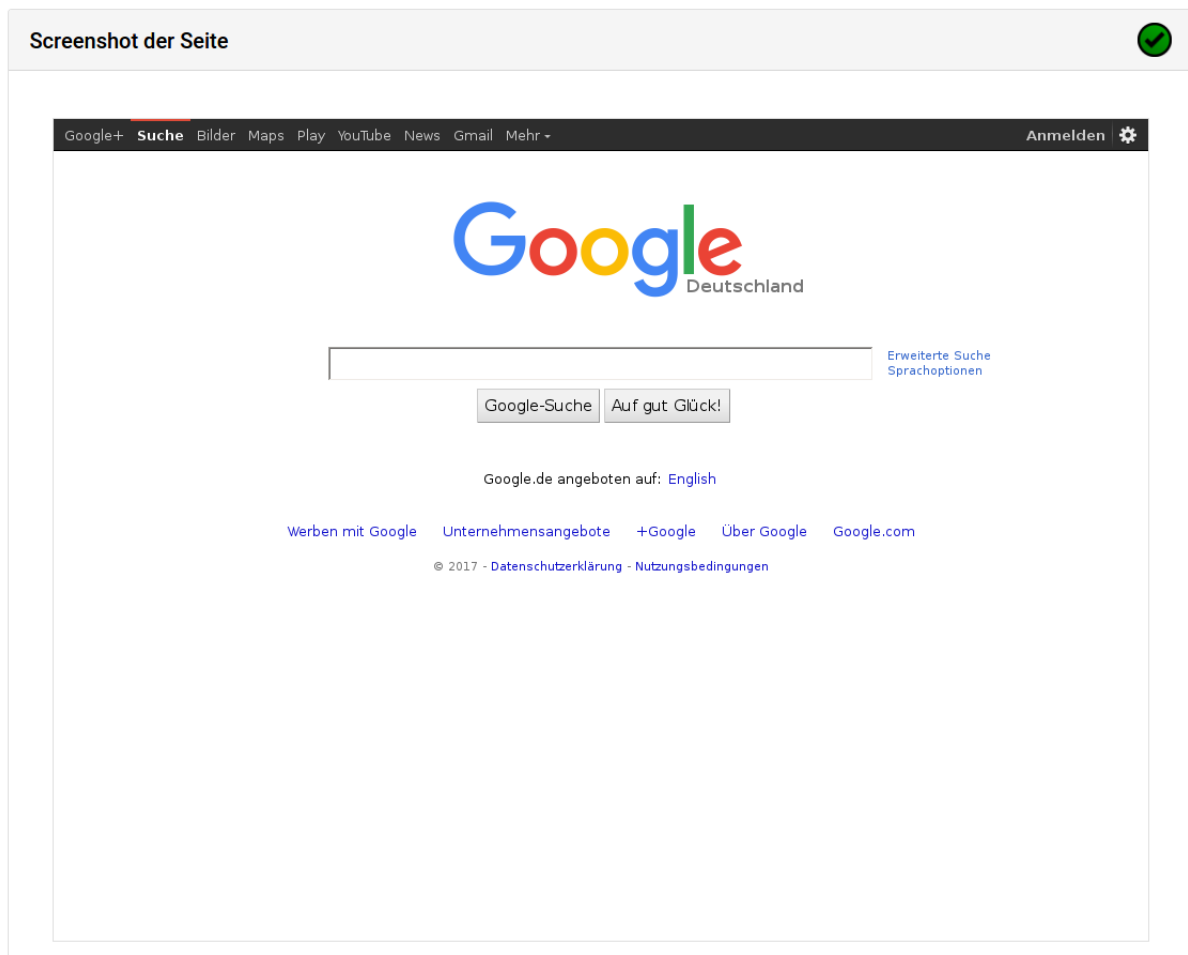 Screenshot der Seite
Google+ Suche Bilder Maps Play YouTube News Gmail Mehr Anmelden
Google
Deutschland
Erweiterte Suche
Sprachoptionen
Google-Suche Auf gut Glück!
Google.de angeboten auf: English
Werben mit Google Unternehmensangebote +Google Über Google Google.com
© 2017 - Datenschutzerklärung - Nutzungsbedingungen